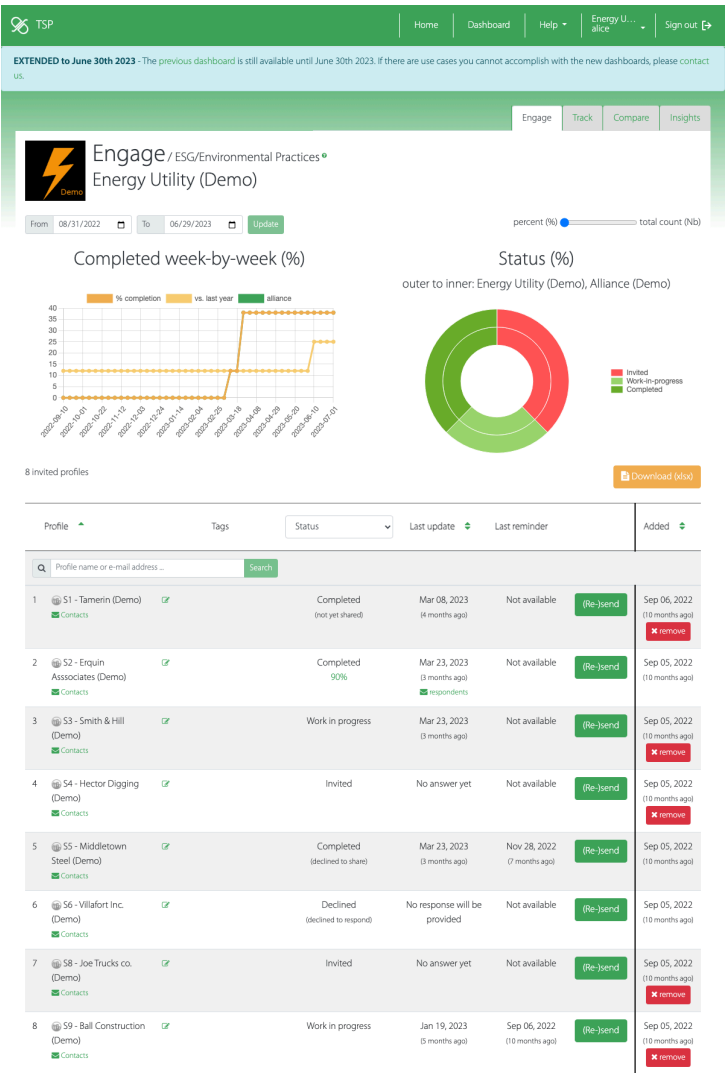 TSP
Home
Dashboard
Help
Energy U...
alice
Sign out
EXTENDED to June 30th 2023 - The previous dashboard is still available until June 30th 2023. If there are use cases you cannot accomplish with the new dashboards, please contact
us.
Engage
Track
Compare
Insights
Demo
Engage / ESG/Environmental Practices
Energy Utility (Demo)
From 08/31/2022 To 06/29/2023 Update
percent (%) total count (Nb)
Completed week-by-week (%)
% completion vs. last year alliance
40
35
30
25
20
15
10
5
0
2022-09-10
2022-10-01
2022-10-22
2022-11-12
2022-12-03
2022-12-24
2023-01-14
2023-02-04
2023-02-25
2023-03-18
2023-04-08
2023-04-29
2023-05-20
2023-06-10
2023-07-01
Status (%)
outer to inner: Energy Utility (Demo), Alliance (Demo)
Invited
Work-in-progress
Completed
8 invited profiles
Download (xlsx)
Profile Tags Status Last update Last reminder Added
Profile name or e-mail address ... Search
1 S1 - Tamerin (Demo) Completed Mar 08, 2023 Not available (Re-)send Sep 06, 2022
Contacts (not yet shared) (4 months ago) (10 months ago)
remove
2 S2 - Erquin Completed Mar 23, 2023 Not available (Re-)send Sep 05, 2022
Asssociates (Demo) 90% (3 months ago) (10 months ago)
Contacts respondents
3 S3 - Smith & Hill Work in progress Mar 23, 2023 Not available (Re-)send Sep 05, 2022
(Demo) (3 months ago) (10 months ago)
Contacts remove
4 S4 - Hector Digging Invited No answer yet Not available (Re-)send Sep 05, 2022
(Demo) (10 months ago)
Contacts remove
5 S5 - Middletown Completed Mar 23, 2023 Nov 28, 2022 (Re-)send Sep 05, 2022
Steel (Demo) (declined to share) (3 months ago) (7 months ago) (10 months ago)
Contacts
6 S6 - Villafort Inc. Declined No response will be Not available (Re-)send Sep 05, 2022
(Demo) (declined to respond) provided (10 months ago)
Contacts
7 S8 - Joe Trucks co. Invited No answer yet Not available (Re-)send Sep 05, 2022
(Demo) (10 months ago)
Contacts remove
8 S9 - Ball Construction Work in progress Jan 19, 2023 Sep 06, 2022 (Re-)send Sep 05, 2022
(Demo) (5 months ago) (10 months ago) (10 months ago)
Contacts remove